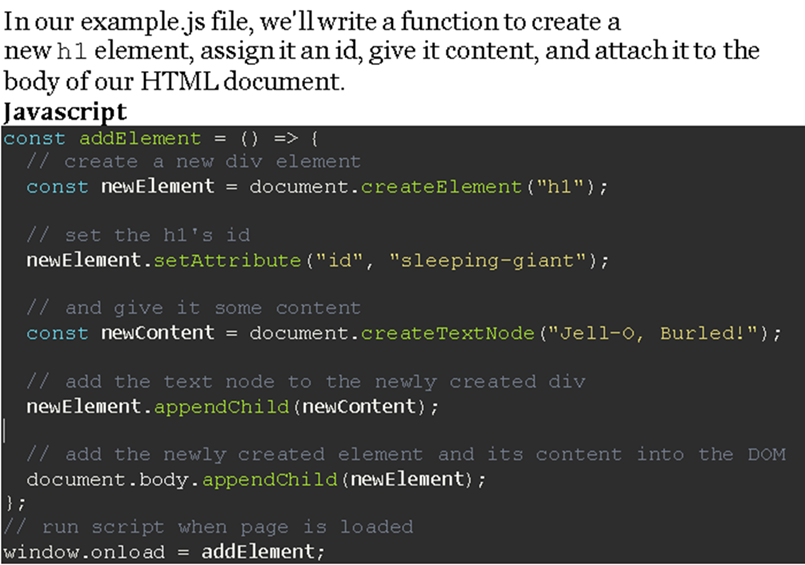 In our example.js file, we'll write a function to create a
new h1 element, assign it an id, give it content, and attach it to the
body of our HTML document.
Javascript
const addElement = () => {
  // create a new div element
  const newElement = document.createElement("h1");

  // set the h1's id
  newElement.setAttribute("id", "sleeping-giant");

  // and give it some content
  const newContent = document.createTextNode("Jell-O, Burled!");

  // add the text node to the newly created div
  newElement.appendChild(newContent);

  // add the newly created element and its content into the DOM
  document.body.appendChild(newElement);
};
// run script when page is loaded
window.onload = addElement;